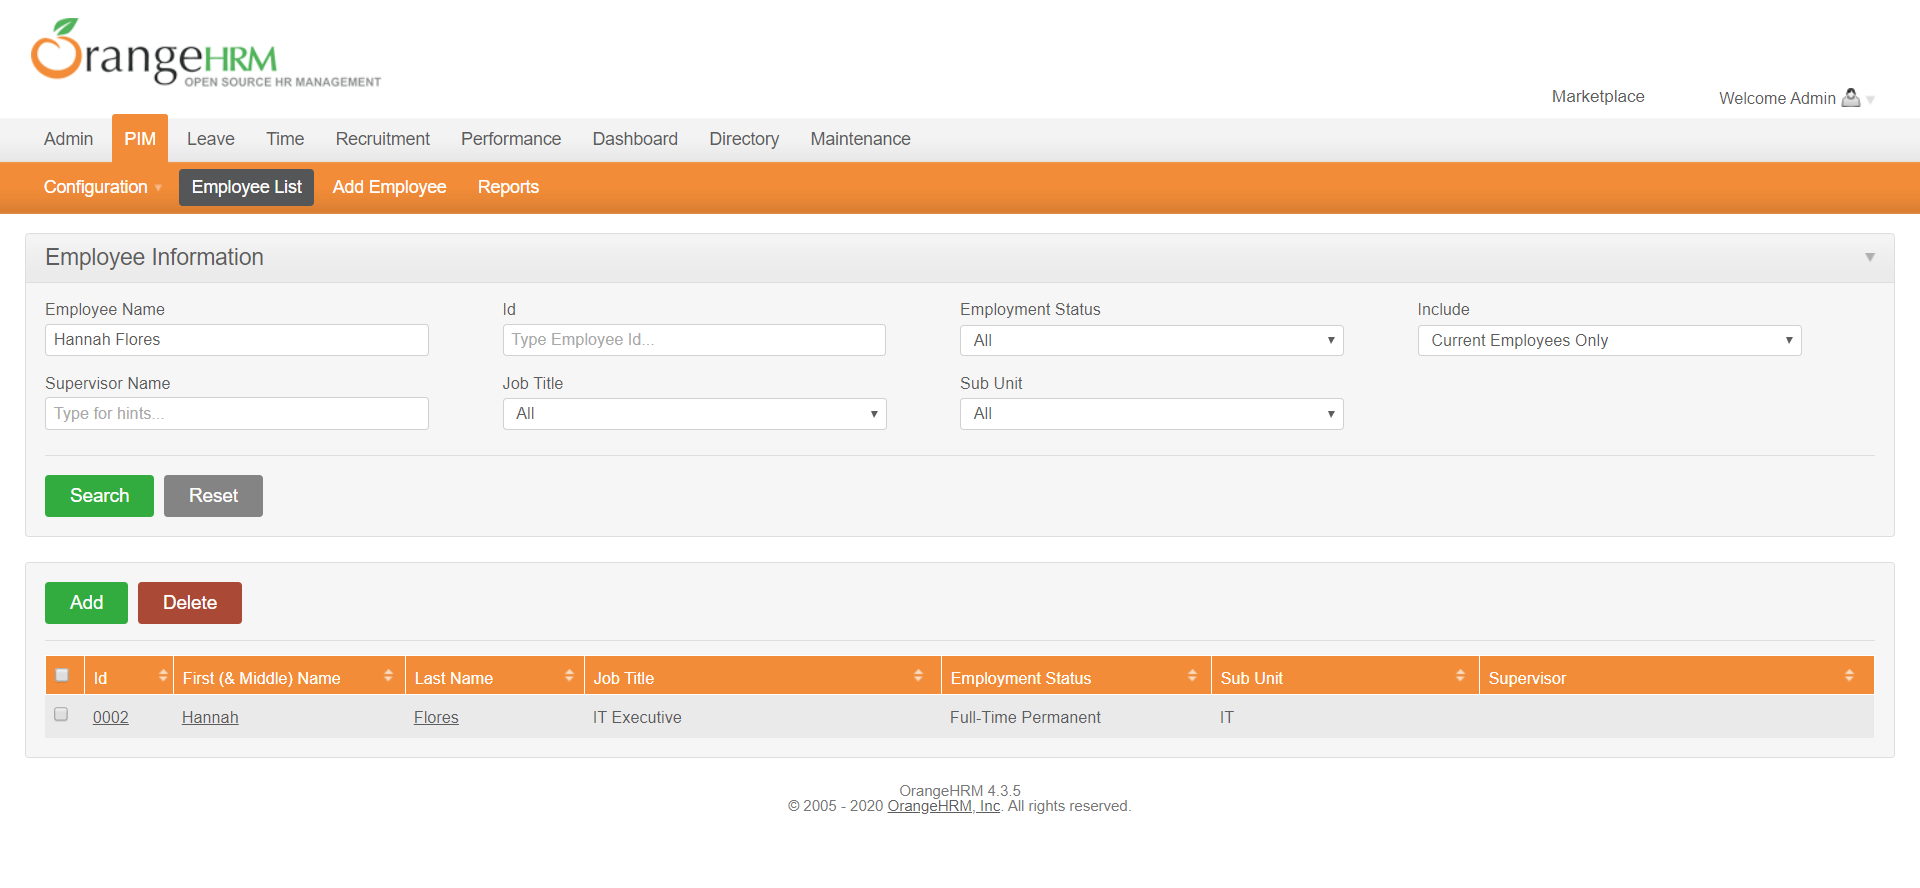 OrangeHRM
OPEN SOURCE HR MANAGEMENT
Marketplace
Welcome Admin
Admin PIM Leave Time Recruitment Performance Dashboard Directory Maintenance
Configuration Employee List Add Employee Reports
Employee Information
Employee Name Id Employment Status Include
Hannah Flores Type Employee Id... All Current Employees Only
Supervisor Name Job Title Sub Unit
Type for hints... All All
Search Reset
Add Delete
Id First (& Middle) Name Last Name Job Title Employment Status Sub Unit Supervisor
0002 Hannah Flores IT Executive Full-Time Permanent IT
OrangeHRM 4.3.5
© 2005 - 2020 OrangeHRM, Inc. All rights reserved.